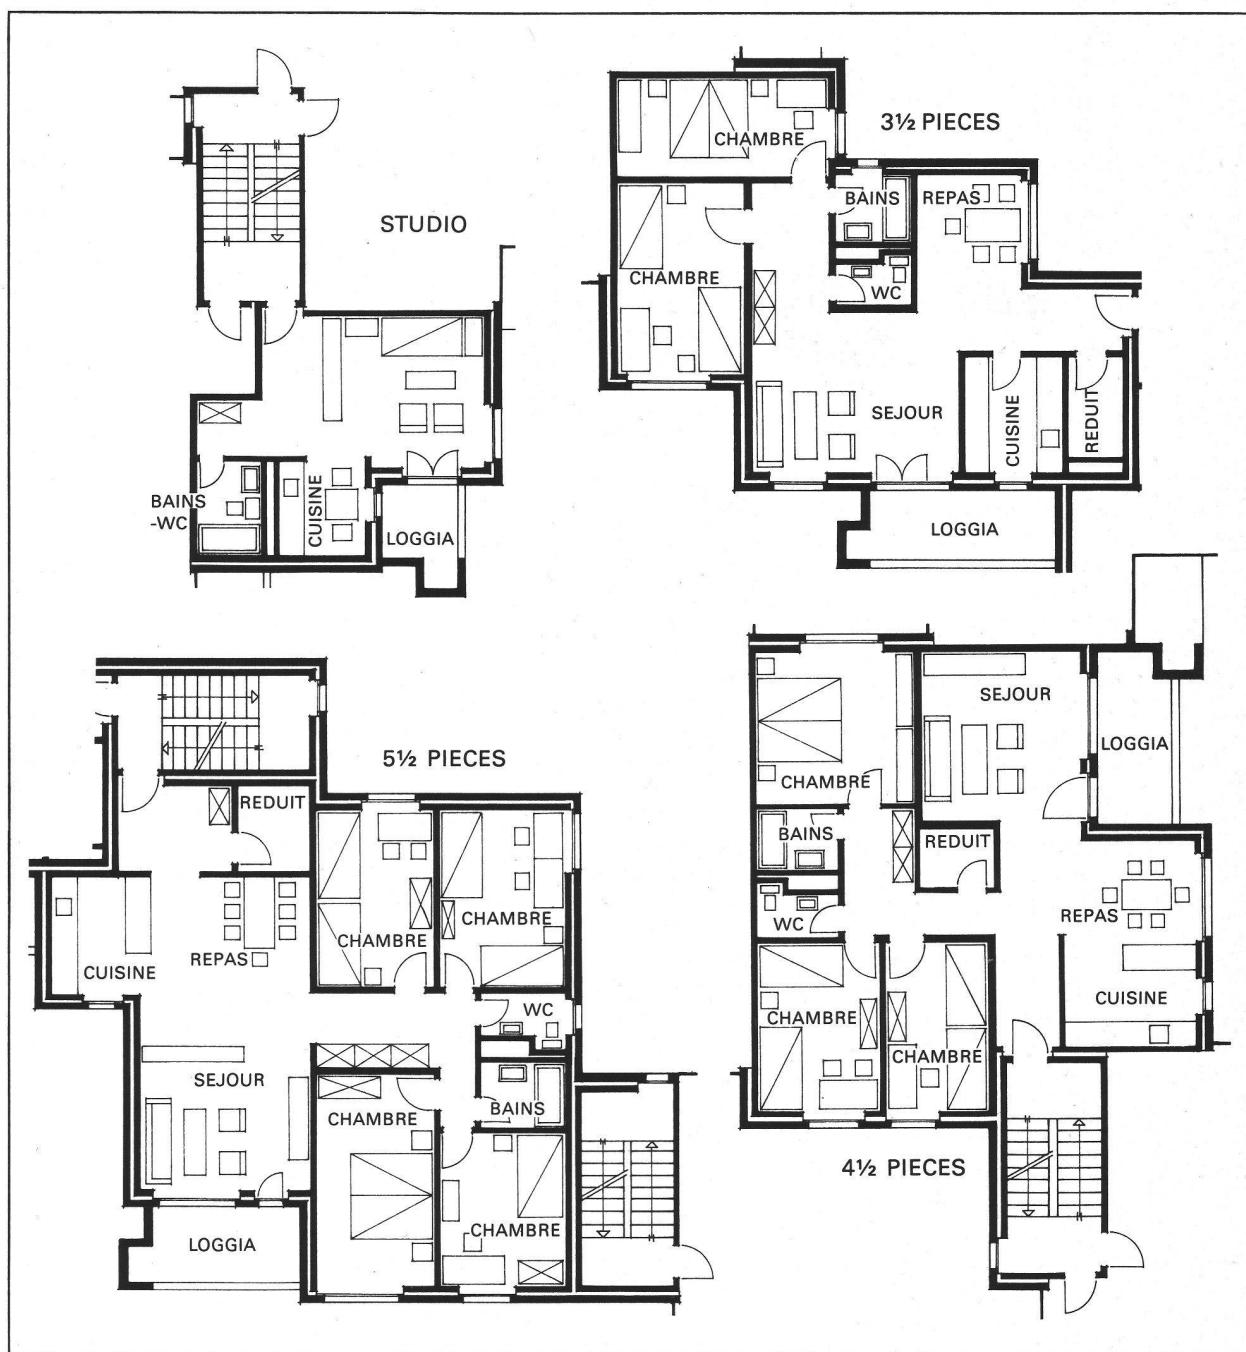 STUDIO
BAINS
-WC
CUISINE
LOGGIA
3½ PIECES
CHAMBRE
BAINS
REPAS
CHAMBRE
WC
SEJOUR
CUISINE
REDUIT
LOGGIA
5½ PIECES
REDUIT
CHAMBRE
CHAMBRE
REPAS
CUISINE
WC
SEJOUR
CHAMBRE
BAINS
CHAMBRE
LOGGIA
SEJOUR
LOGGIA
CHAMBRE
BAINS
REDUIT
WC
REPAS
CUISINE
CHAMBRE
CHAMBRE
4½ PIECES